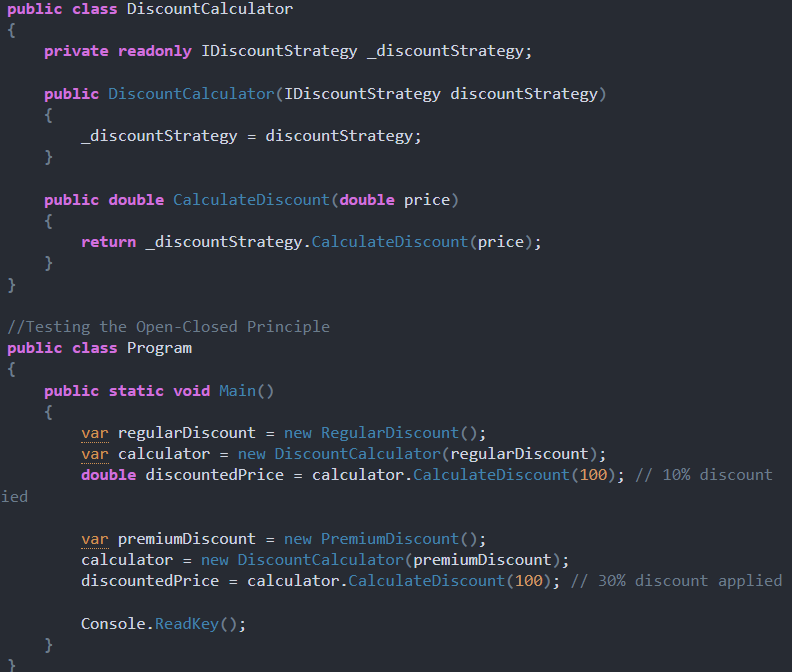 public class DiscountCalculator
{
    private readonly IDiscountStrategy _discountStrategy;

    public DiscountCalculator(IDiscountStrategy discountStrategy)
    {
        _discountStrategy = discountStrategy;
    }

    public double CalculateDiscount(double price)
    {
        return _discountStrategy.CalculateDiscount(price);
    }
}

//Testing the Open-Closed Principle
public class Program
{
    public static void Main()
    {
        var regularDiscount = new RegularDiscount();
        var calculator = new DiscountCalculator(regularDiscount);
        double discountedPrice = calculator.CalculateDiscount(100); // 10% discount
ied

        var premiumDiscount = new PremiumDiscount();
        calculator = new DiscountCalculator(premiumDiscount);
        discountedPrice = calculator.CalculateDiscount(100); // 30% discount applied

        Console.ReadKey();
    }
}